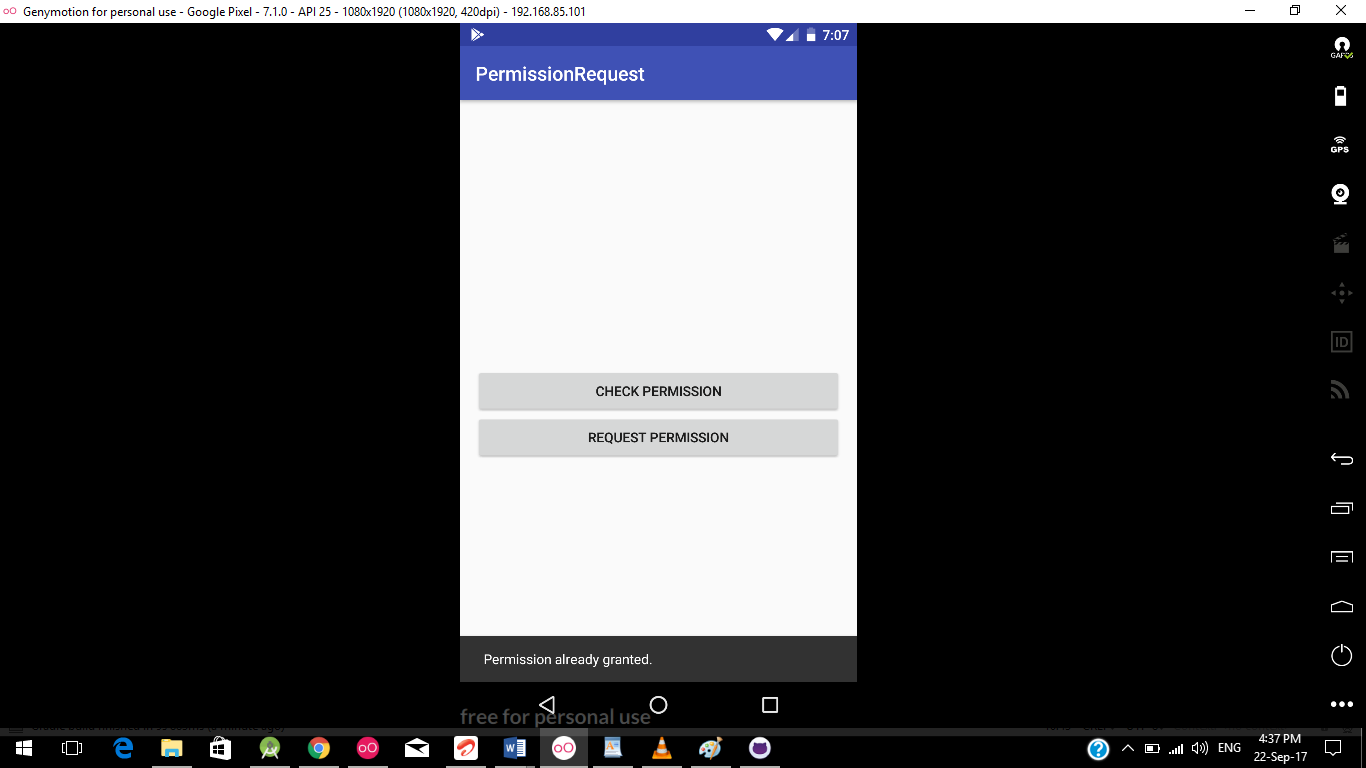 Genymotion for personal use - Google Pixel - 7.1.0 - API 25 - 1080x1920 (1080x1920, 420dpi) - 192.168.85.101
7:07
PermissionRequest
GAPPS
GPS
CHECK PERMISSION
ID
REQUEST PERMISSION
Permission already granted.
free for personal use
ENG
4:37 PM
22-Sep-17